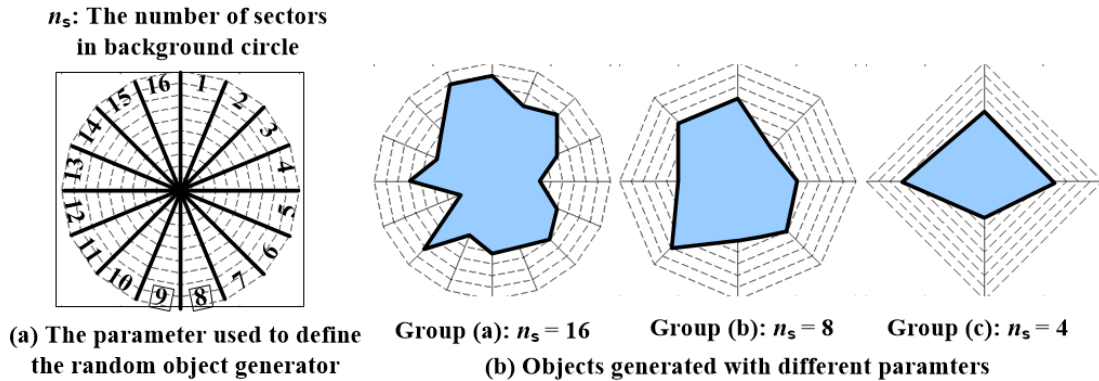 nₛ: The number of sectors
in background circle
16 1
15 2
14 3
13 4
12 5
11 6
10 7
9 8
(a) The parameter used to define
the random object generator
Group (a): nₛ = 16
Group (b): nₛ = 8
Group (c): nₛ = 4
(b) Objects generated with different paramters